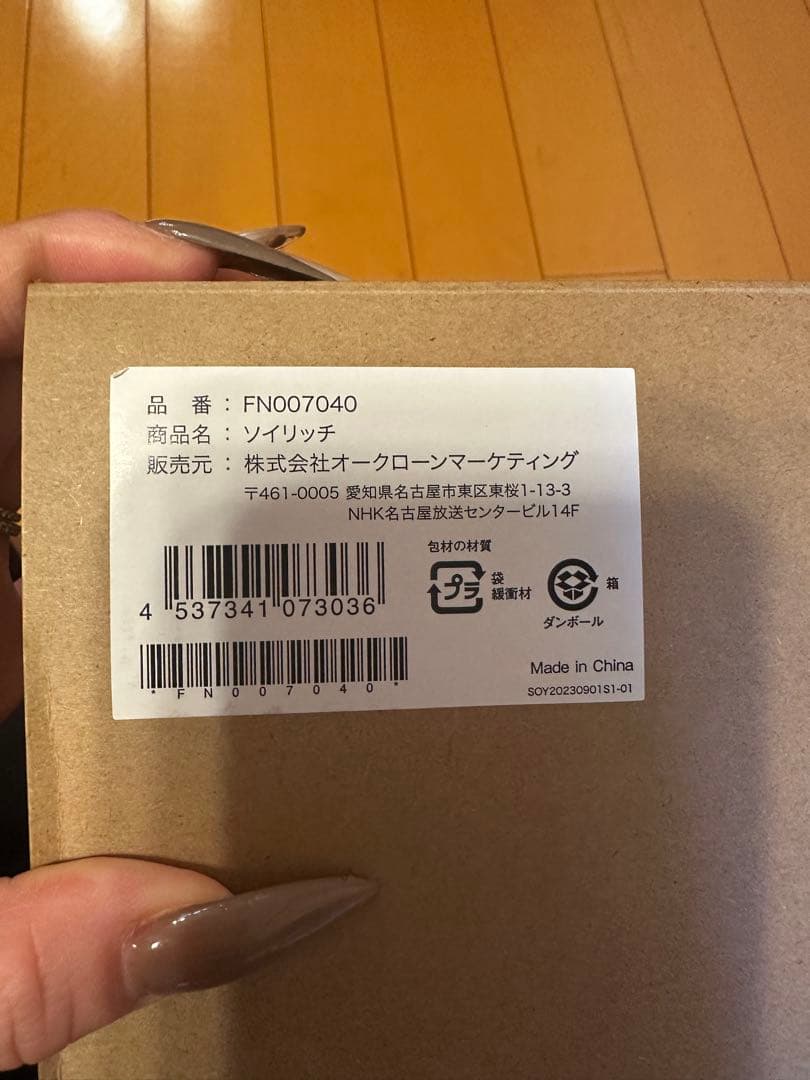 品番：FN007040
商品名：ソイリッチ
販売元：株式会社オークローンマーケティング
〒461-0005 愛知県名古屋市東区東桜1-13-3
NHK名古屋放送センタービル14F
包材の材質
プラ 袋 緩衝材
箱
ダンボール
4 537341 073036
*FN007040*
Made in China
SOY20230901S1-01